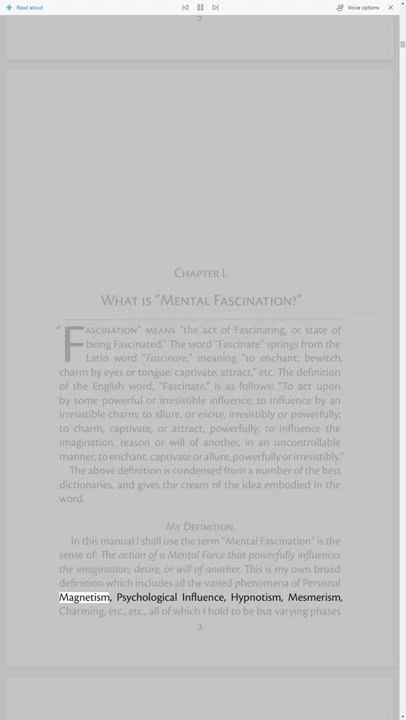 Read aloud
Voice options
2
Chapter I.
What is “Mental Fascination?”
“Fascination” means “the act of Fascinating, or state of
being Fascinated.” The word “Fascinate” springs from the
Latin word “Fascinare,” meaning “to enchant; bewitch,
charm by eyes or tongue; captivate, attract,” etc. The definition
of the English word, “Fascinate,” is as follows: “To act upon
by some powerful or irresistible influence; to influence by an
irresistible charm; to allure, or excite, irresistibly or powerfully;
to charm, captivate, or attract, powerfully; to influence the
imagination, reason or will of another, in an uncontrollable
manner; to enchant, captivate or allure, powerfully or irresistibly.”
The above definition is condensed from a number of the best
dictionaries, and gives the cream of the idea embodied in the
word.
My Definition.
In this manual I shall use the term “Mental Fascination” is the
sense of: The action of a Mental Force that powerfully influences
the imagination, desire, or will of another. This is my own broad
definition which includes all the varied phenomena of Personal
Magnetism, Psychological Influence, Hypnotism, Mesmerism,
Charming, etc., etc., all of which I hold to be but varying phases
3